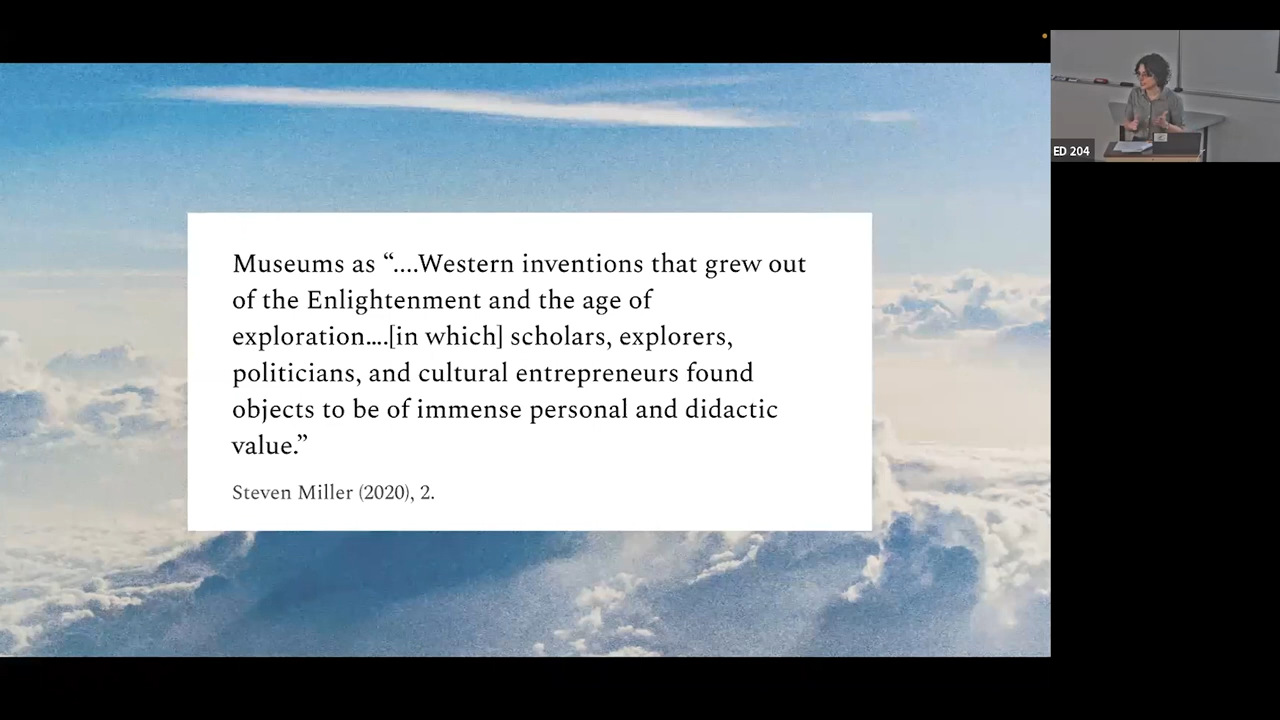 Museums as “....Western inventions that grew out
of the Enlightenment and the age of
exploration....[in which] scholars, explorers,
politicians, and cultural entrepreneurs found
objects to be of immense personal and didactic
value.”
Steven Miller (2020), 2.
ED 204